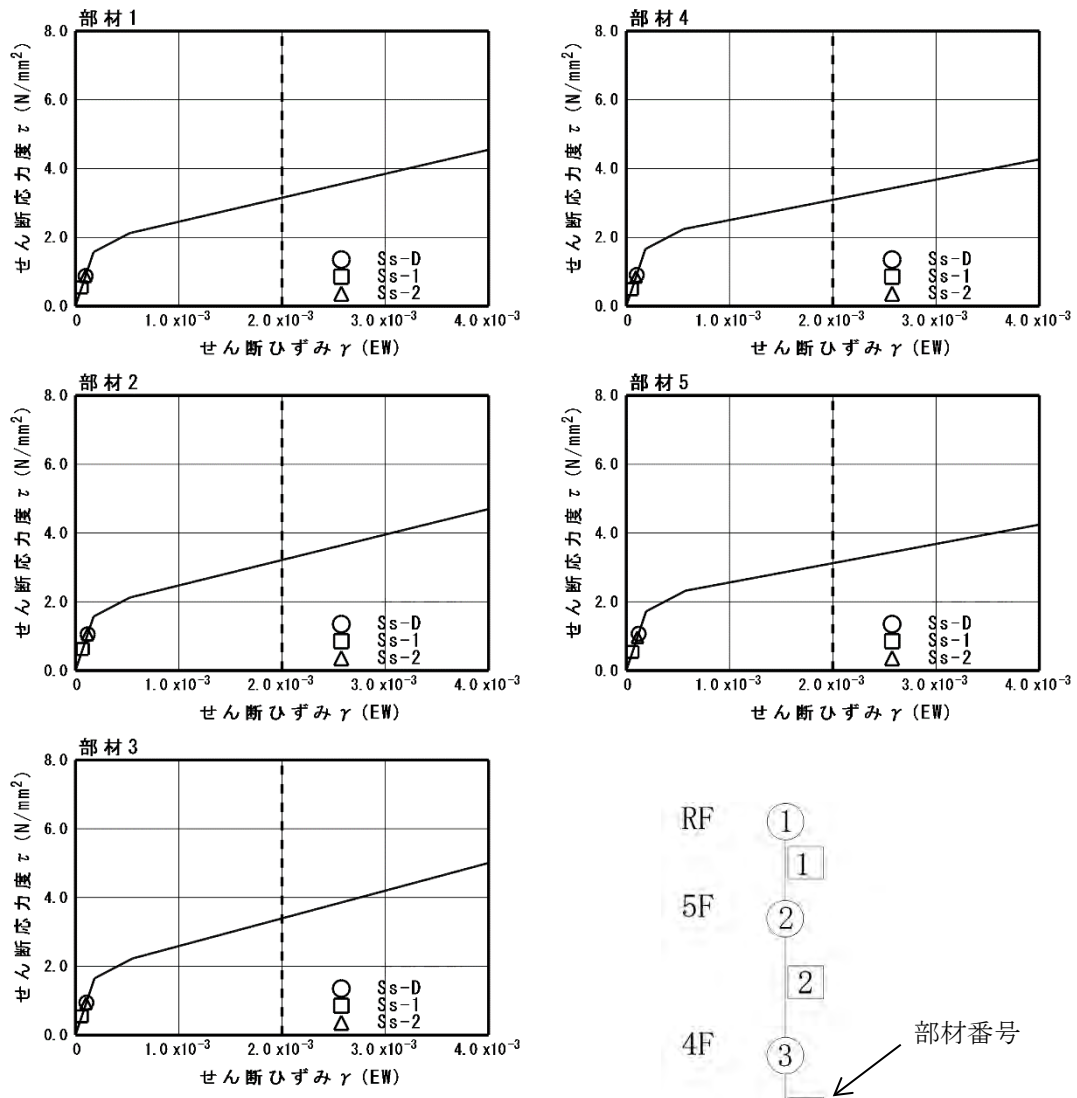 部材1
8.0
6.0
4.0
2.0
0.0
せん断応力度 τ (N/mm²)
0
1.0x10⁻³
2.0x10⁻³
3.0x10⁻³
4.0x10⁻³
せん断ひずみ γ (EW)
Ss-D
Ss-1
Ss-2
部材4
8.0
6.0
4.0
2.0
0.0
せん断応力度 τ (N/mm²)
0
1.0x10⁻³
2.0x10⁻³
3.0x10⁻³
4.0x10⁻³
せん断ひずみ γ (EW)
Ss-D
Ss-1
Ss-2
部材2
8.0
6.0
4.0
2.0
0.0
せん断応力度 τ (N/mm²)
0
1.0x10⁻³
2.0x10⁻³
3.0x10⁻³
4.0x10⁻³
せん断ひずみ γ (EW)
Ss-D
Ss-1
Ss-2
部材5
8.0
6.0
4.0
2.0
0.0
せん断応力度 τ (N/mm²)
0
1.0x10⁻³
2.0x10⁻³
3.0x10⁻³
4.0x10⁻³
せん断ひずみ γ (EW)
Ss-D
Ss-1
Ss-2
部材3
8.0
6.0
4.0
2.0
0.0
せん断応力度 τ (N/mm²)
0
1.0x10⁻³
2.0x10⁻³
3.0x10⁻³
4.0x10⁻³
せん断ひずみ γ (EW)
Ss-D
Ss-1
Ss-2
RF 1
1
5F 2
2
4F 3
部材番号